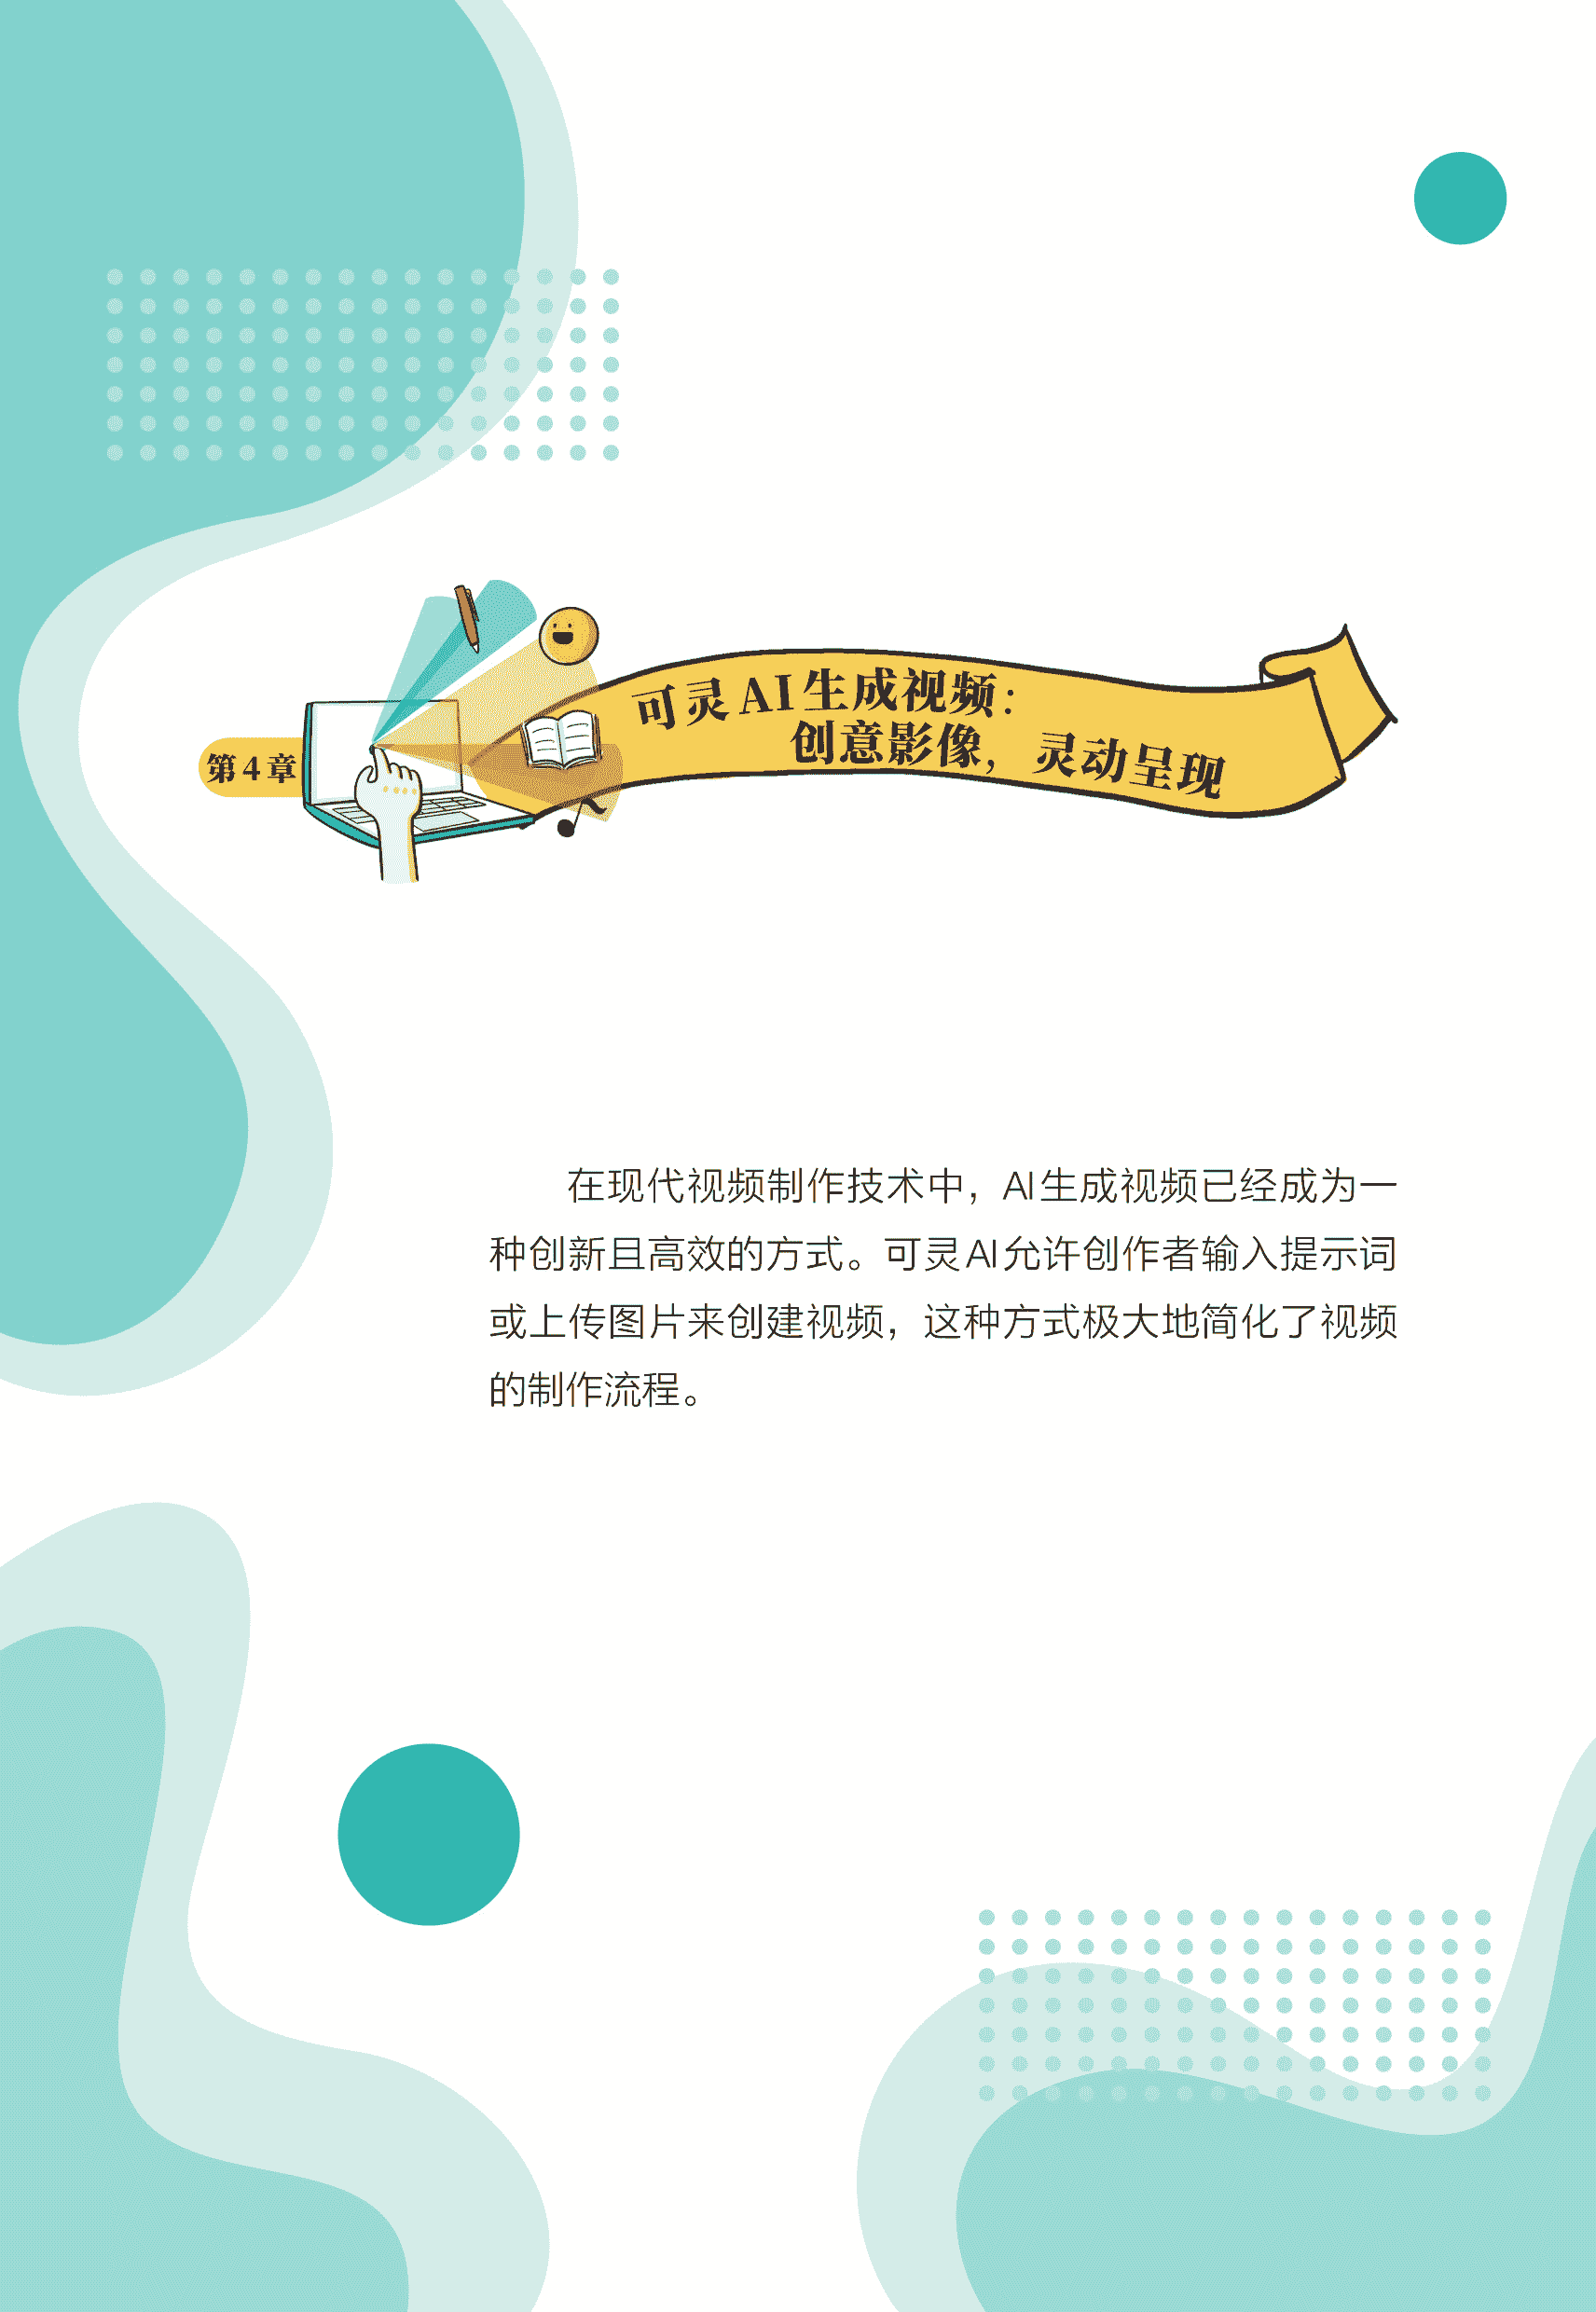 第4章
可灵AI生成视频：
创意影像，灵动呈现
在现代视频制作技术中，AI生成视频已经成为一
种创新且高效的方式。可灵AI允许创作者输入提示词
或上传图片来创建视频，这种方式极大地简化了视频
的制作流程。